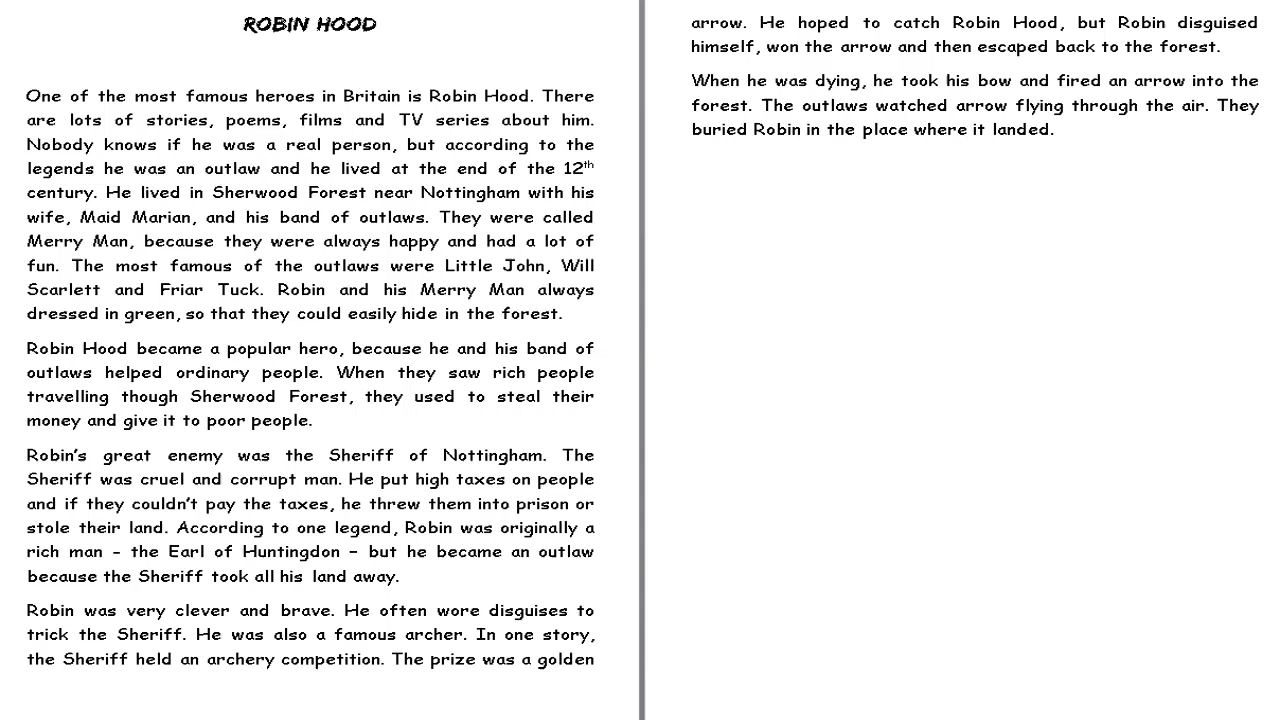 ROBIN HOOD
One of the most famous heroes in Britain is Robin Hood. There
are lots of stories, poems, films and TV series about him.
Nobody knows if he was a real person, but according to the
legends he was an outlaw and he lived at the end of the 12th
century. He lived in Sherwood Forest near Nottingham with his
wife, Maid Marian, and his band of outlaws. They were called
Merry Man, because they were always happy and had a lot of
fun. The most famous of the outlaws were Little John, Will
Scarlett and Friar Tuck. Robin and his Merry Man always
dressed in green, so that they could easily hide in the forest.
Robin Hood became a popular hero, because he and his band of
outlaws helped ordinary people. When they saw rich people
travelling though Sherwood Forest, they used to steal their
money and give it to poor people.
Robin's great enemy was the Sheriff of Nottingham. The
Sheriff was cruel and corrupt man. He put high taxes on people
and if they couldn't pay the taxes, he threw them into prison or
stole their land. According to one legend, Robin was originally a
rich man - the Earl of Huntingdon – but he became an outlaw
because the Sheriff took all his land away.
Robin was very clever and brave. He often wore disguises to
trick the Sheriff. He was also a famous archer. In one story,
the Sheriff held an archery competition. The prize was a golden
arrow. He hoped to catch Robin Hood, but Robin disguised
himself, won the arrow and then escaped back to the forest.
When he was dying, he took his bow and fired an arrow into the
forest. The outlaws watched arrow flying through the air. They
buried Robin in the place where it landed.